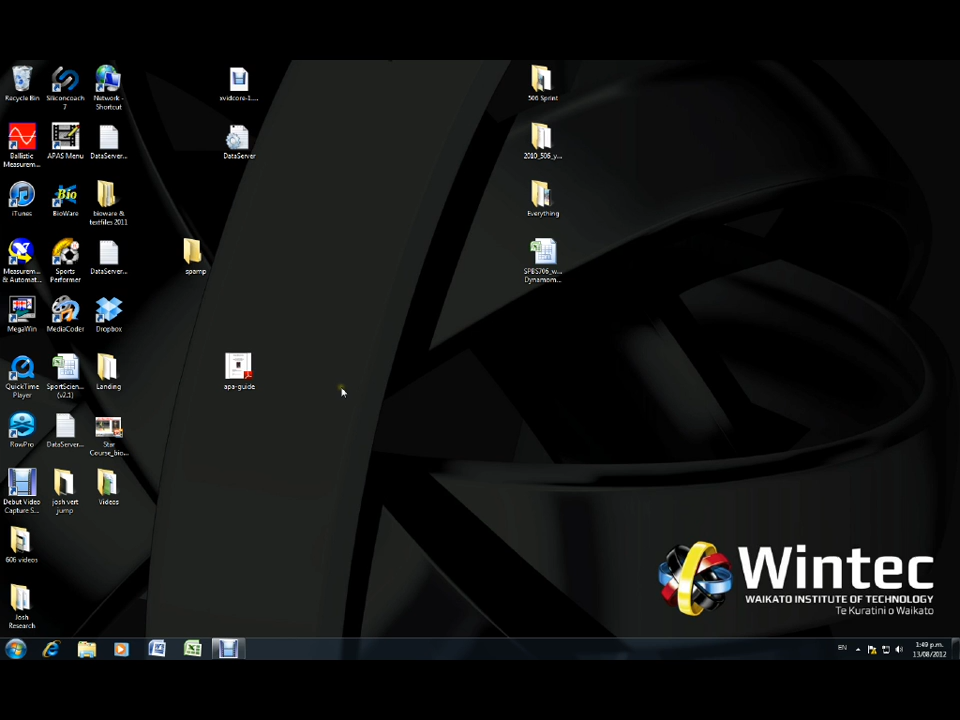 Recycle Bin
Siliconcoach
7
Network -
Shortcut
xvidcore-1....
506 Sprint
Ballistic
Measurem...
APAS Menu
DataServer...
DataServer
2010_506_y...
iTunes
BioWare
bioware &
textfiles 2011
Everything
Measurem...
& Automat...
Sports
Performer
DataServer...
spamp
SPBS706_w...
Dynamom...
MegaWin
MediaCoder
Dropbox
QuickTime
Player
SportScien...
(v2.1)
Landing
apa-guide
RowPro
DataServer...
Star
Course_bio...
Debut Video
Capture S...
josh vert
jump
Videos
606 videos
Josh
Research
Bio
Wintec
WAIKATO INSTITUTE OF TECHNOLOGY
Te Kuratini o Waikato
EN
1:49 p.m.
13/08/2012